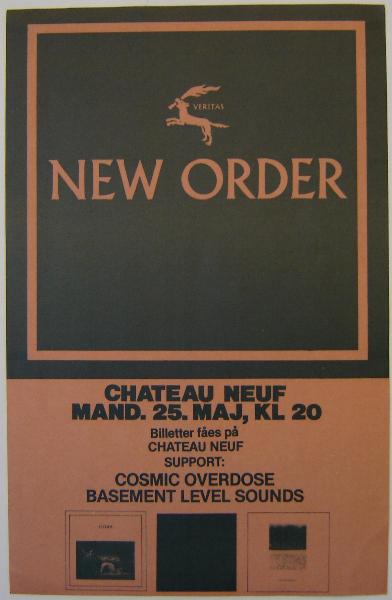 VERITAS
NEW ORDER
CHATEAU NEUF
MAND. 25. MAJ, KL 20
Billetter fåes på
CHATEAU NEUF
SUPPORT:
COSMIC OVERDOSE
BASEMENT LEVEL SOUNDS